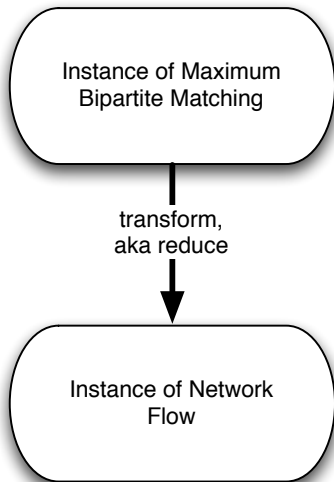 Instance of Maximum
Bipartite Matching
transform,
aka reduce
Instance of Network
Flow